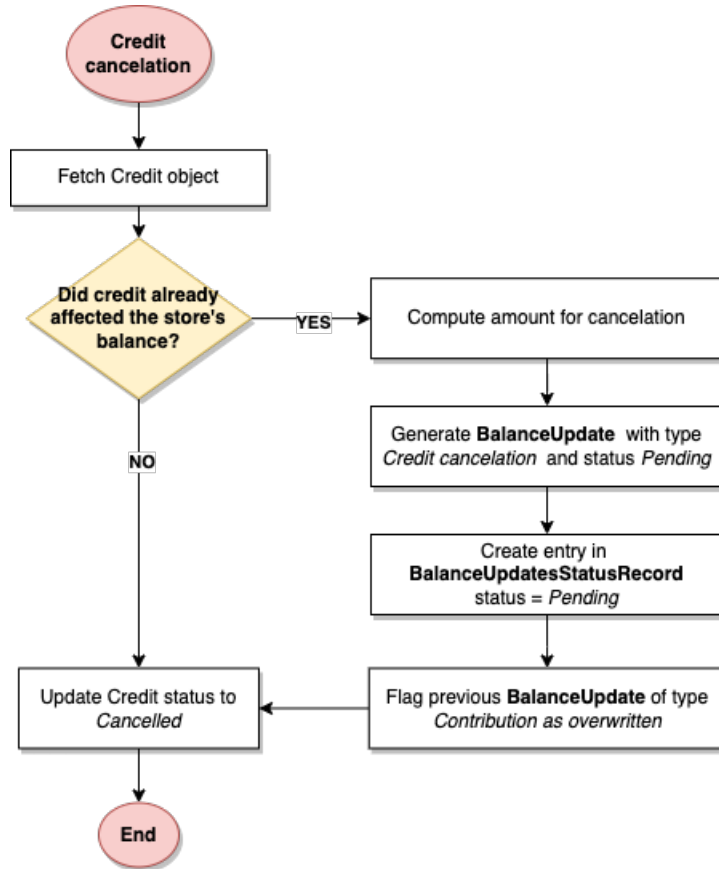 Credit
cancelation
Fetch Credit object
Did credit already
affected the store's
balance?
YES
Compute amount for cancelation
Generate BalanceUpdate with type
Credit cancelation and status Pending
NO
Create entry in
BalanceUpdatesStatusRecord
status = Pending
Flag previous BalanceUpdate of type
Contribution as overwritten
Update Credit status to
Cancelled
End